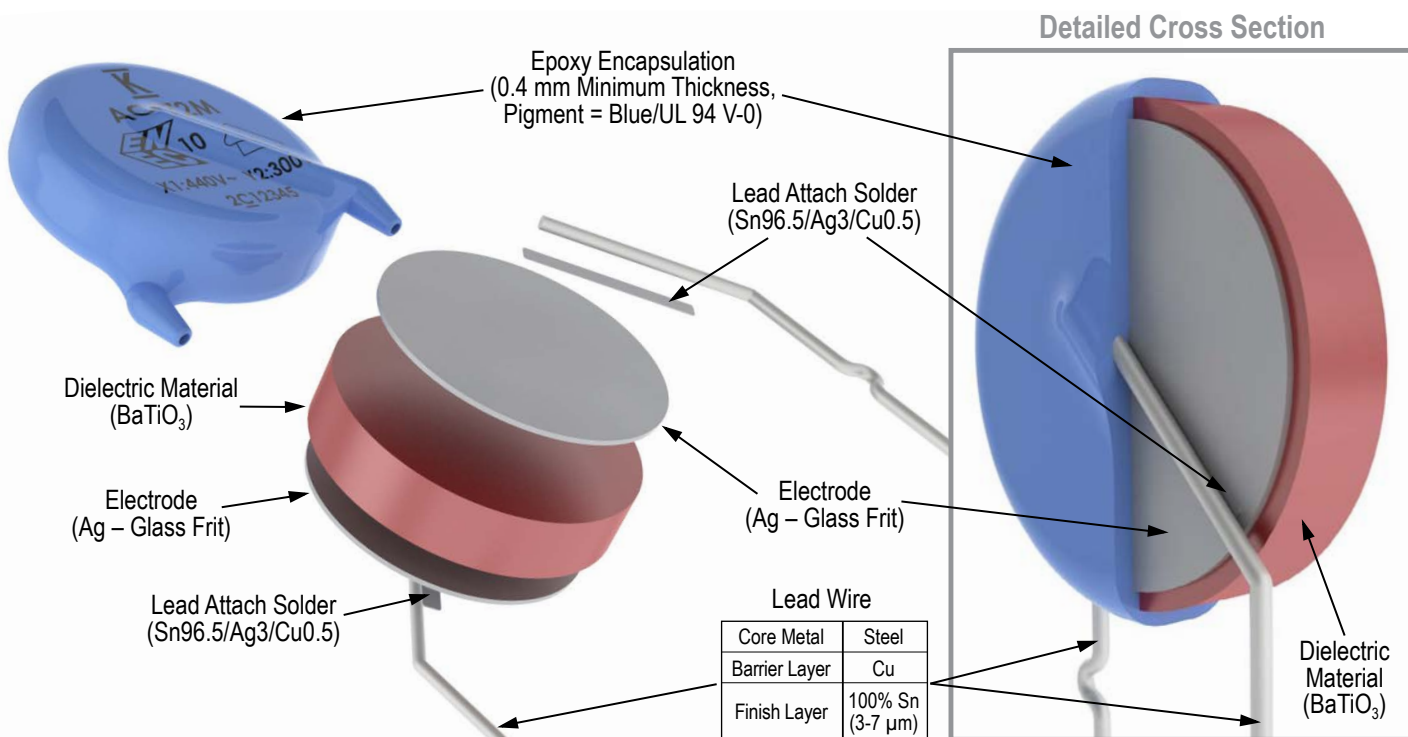 Detailed Cross Section
Epoxy Encapsulation
(0.4 mm Minimum Thickness,
Pigment = Blue/UL 94 V-0)
K
10
X1:440V~ Y2:300
2C12345
Lead Attach Solder
(Sn96.5/Ag3/Cu0.5)
Dielectric Material
(BaTiO₃)
Electrode
(Ag – Glass Frit)
Electrode
(Ag – Glass Frit)
Lead Attach Solder
(Sn96.5/Ag3/Cu0.5)
Lead Wire
Core Metal Steel
Barrier Layer Cu
Finish Layer 100% Sn
(3-7 µm)
Dielectric
Material
(BaTiO₃)